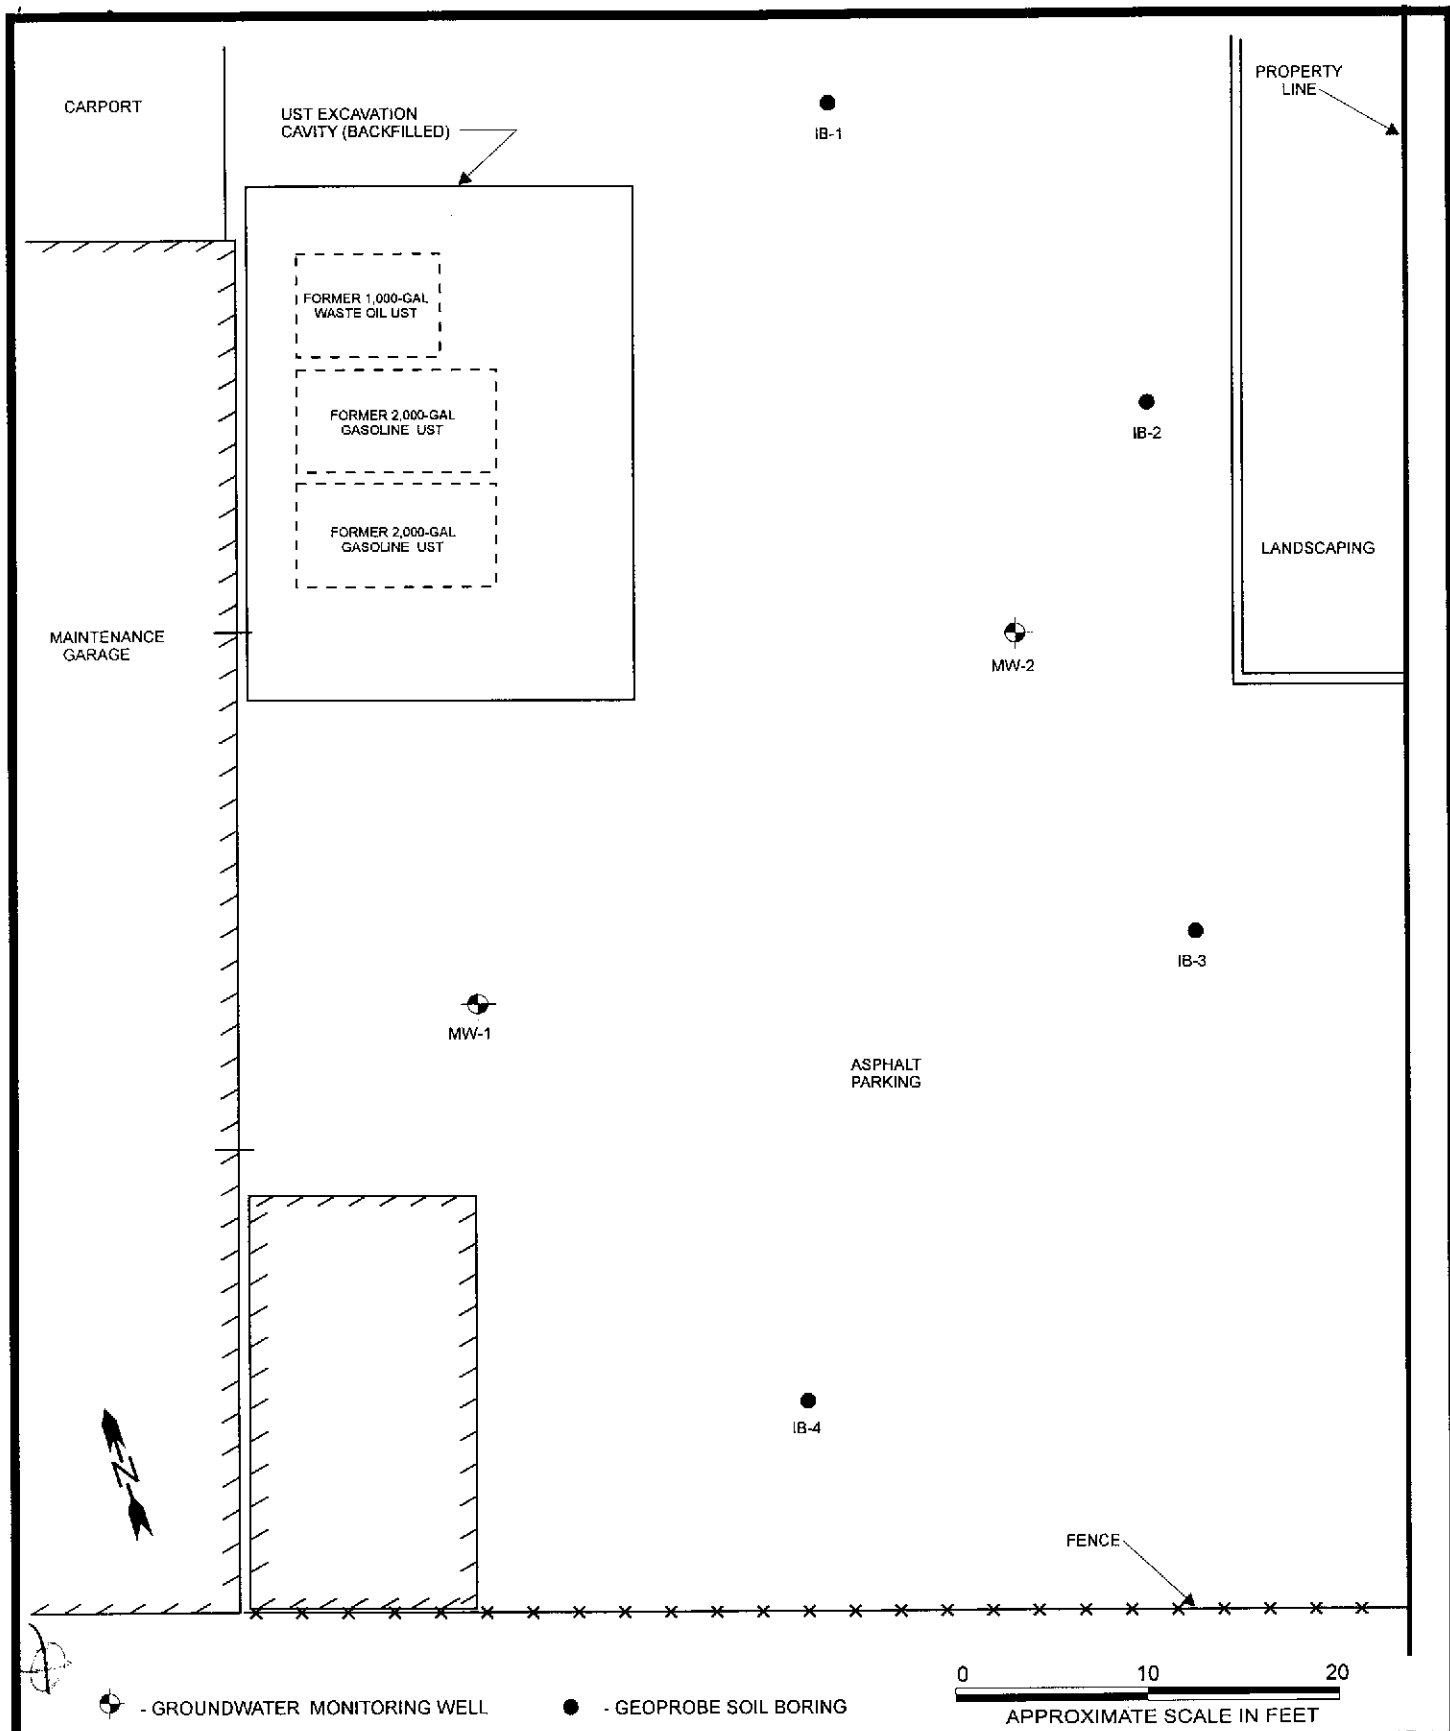 CARPORT
UST EXCAVATION
CAVITY (BACKFILLED)
IB-1
PROPERTY
LINE
FORMER 1,000-GAL
WASTE OIL UST
FORMER 2,000-GAL
GASOLINE UST
IB-2
FORMER 2,000-GAL
GASOLINE UST
LANDSCAPING
MAINTENANCE
GARAGE
MW-2
IB-3
MW-1
ASPHALT
PARKING
IB-4
N
FENCE
- GROUNDWATER MONITORING WELL
- GEOPROBE SOIL BORING
0 10 20
APPROXIMATE SCALE IN FEET